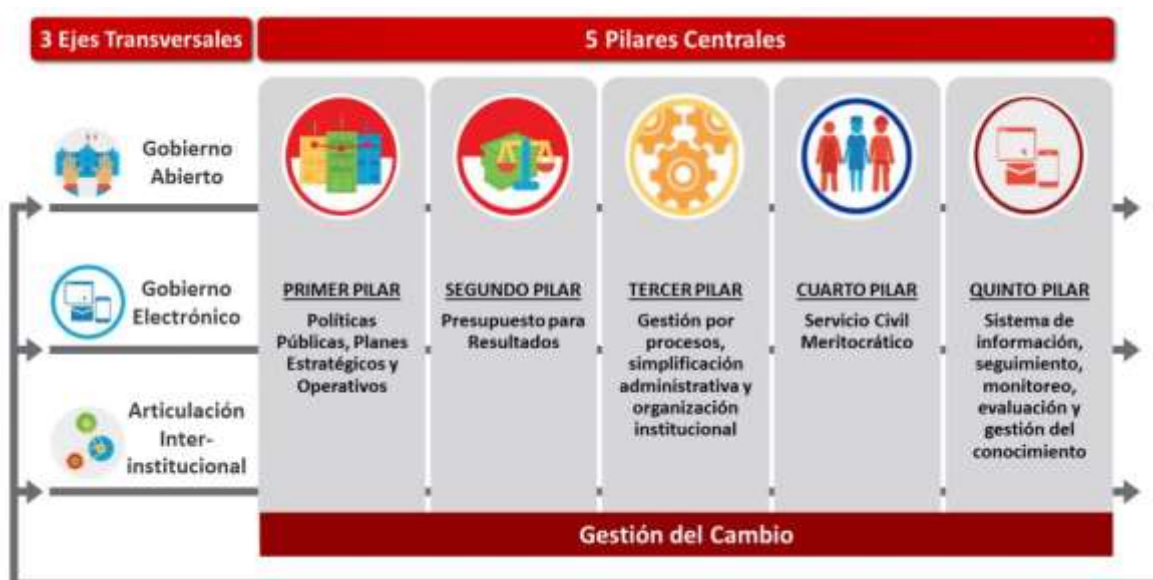 3 Ejes Transversales
5 Pilares Centrales
Gobierno
Abierto
Gobierno
Electrónico
Articulación
Inter-
institucional
PRIMER PILAR
Políticas
Públicas, Planes
Estratégicos y
Operativos
SEGUNDO PILAR
Presupuesto para
Resultados
TERCER PILAR
Gestión por
procesos,
simplificación
administrativa y
organización
institucional
CUARTO PILAR
Servicio Civil
Meritocrático
QUINTO PILAR
Sistema de
información,
seguimiento,
monitoreo,
evaluación y
gestión del
conocimiento
Gestión del Cambio